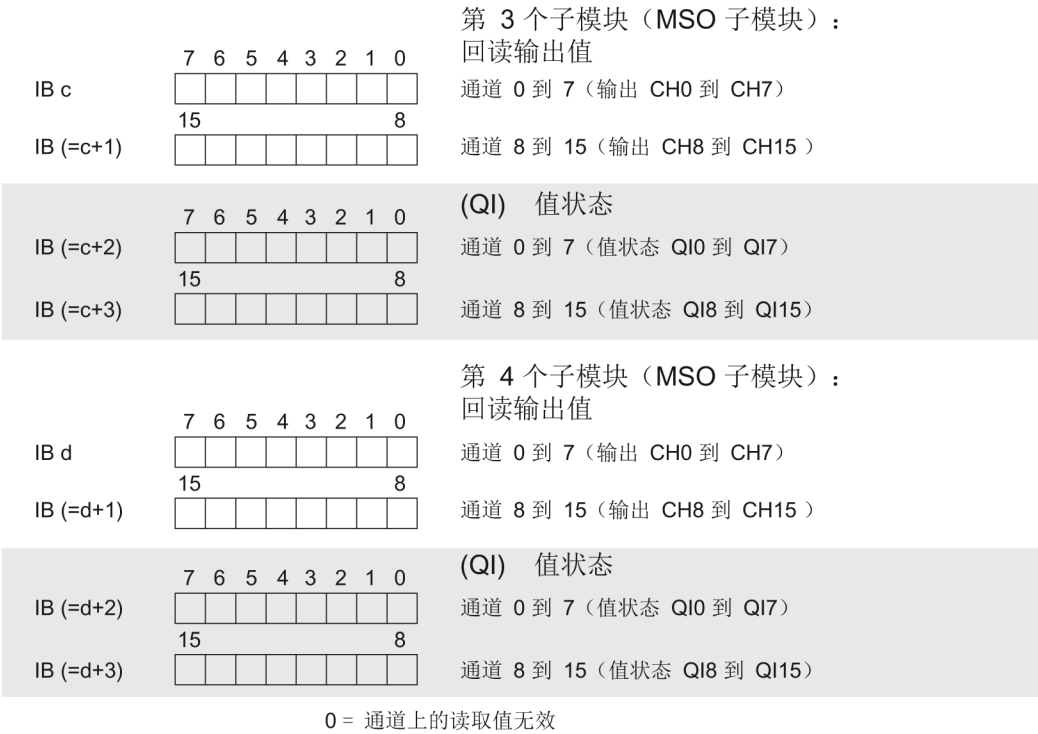 第 3 个子模块（MSO 子模块）：
回读输出值
7 6 5 4 3 2 1 0
IB c 通道 0 到 7（输出 CH0 到 CH7）
15 8
IB (=c+1) 通道 8 到 15（输出 CH8 到 CH15 ）
(QI) 值状态
7 6 5 4 3 2 1 0
IB (=c+2) 通道 0 到 7（值状态 QI0 到 QI7）
15 8
IB (=c+3) 通道 8 到 15（值状态 QI8 到 QI15）
第 4 个子模块（MSO 子模块）：
回读输出值
7 6 5 4 3 2 1 0
IB d 通道 0 到 7（输出 CH0 到 CH7）
15 8
IB (=d+1) 通道 8 到 15（输出 CH8 到 CH15 ）
(QI) 值状态
7 6 5 4 3 2 1 0
IB (=d+2) 通道 0 到 7（值状态 QI0 到 QI7）
15 8
IB (=d+3) 通道 8 到 15（值状态 QI8 到 QI15）
0 = 通道上的读取值无效